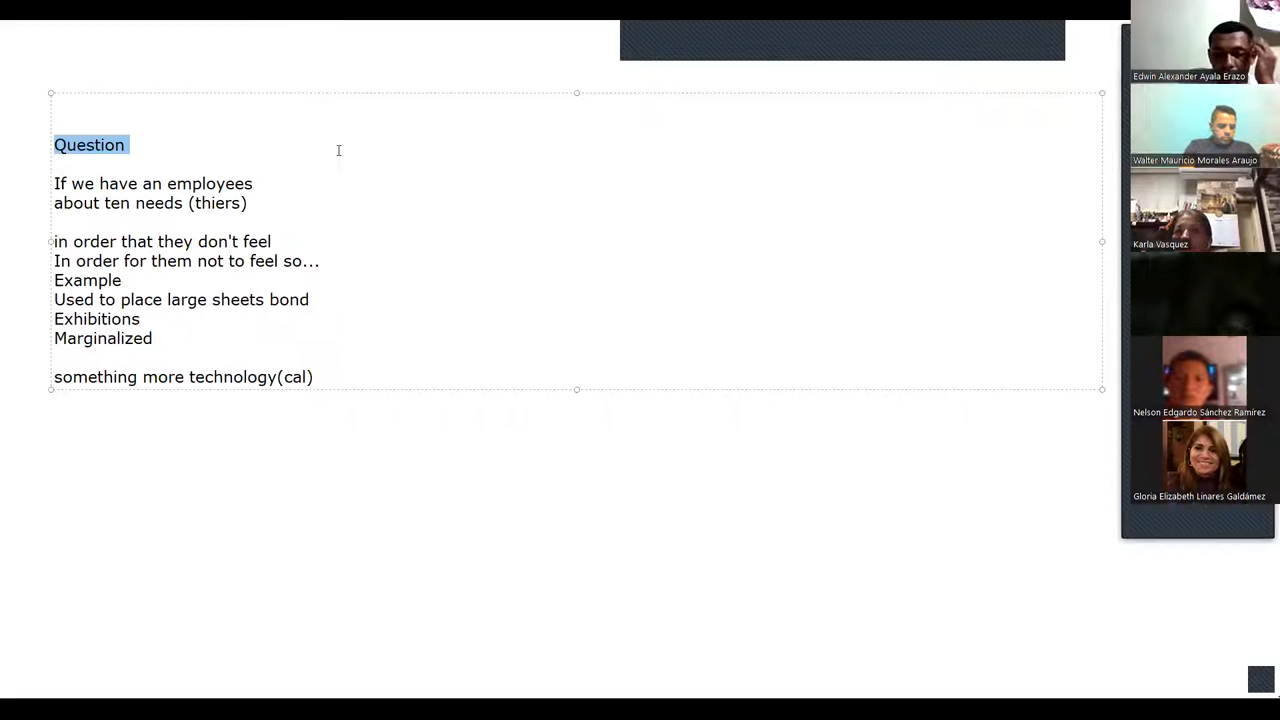 Question
If we have an employees
about ten needs (thiers)
in order that they don't feel
In order for them not to feel so...
Example
Used to place large sheets bond
Exhibitions
Marginalized
something more technology(cal)
Edwin Alexander Ayala Erazo
Walter Mauricio Morales Araujo
Karla Vasquez
Nelson Edgardo Sánchez Ramírez
Gloria Elizabeth Linares Galdámez